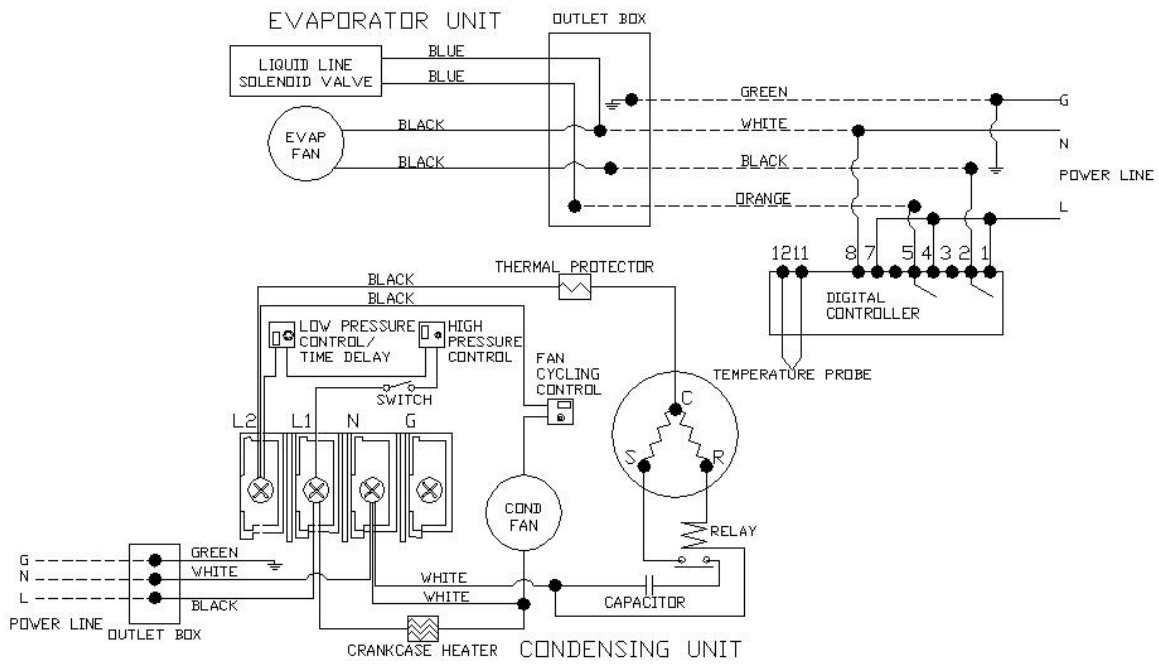 EVAPORATOR UNIT
OUTLET BOX
LIQUID LINE
SOLENOID VALVE
BLUE
BLUE
EVAP
FAN
BLACK
BLACK
GREEN
WHITE
BLACK
ORANGE
G
N
POWER LINE
L
12 11 8 7 5 4 3 2 1
DIGITAL
CONTROLLER
TEMPERATURE PROBE
THERMAL PROTECTOR
BLACK
BLACK
LOW PRESSURE
CONTROL/
TIME DELAY
HIGH
PRESSURE
CONTROL
SWITCH
FAN
CYCLING
CONTROL
L2 L1 N G
C
S
R
COND
FAN
RELAY
G
N
L
POWER LINE
OUTLET BOX
GREEN
WHITE
BLACK
WHITE
WHITE
CAPACITOR
CRANKCASE HEATER
CONDENSING UNIT